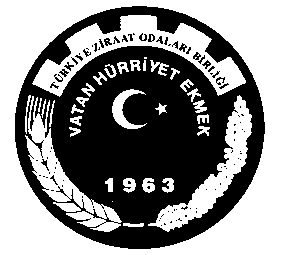 TÜRKİYE ZİRAAT ODALARI BİRLİĞİ
VATAN HÜRRİYET EKMEK
1963